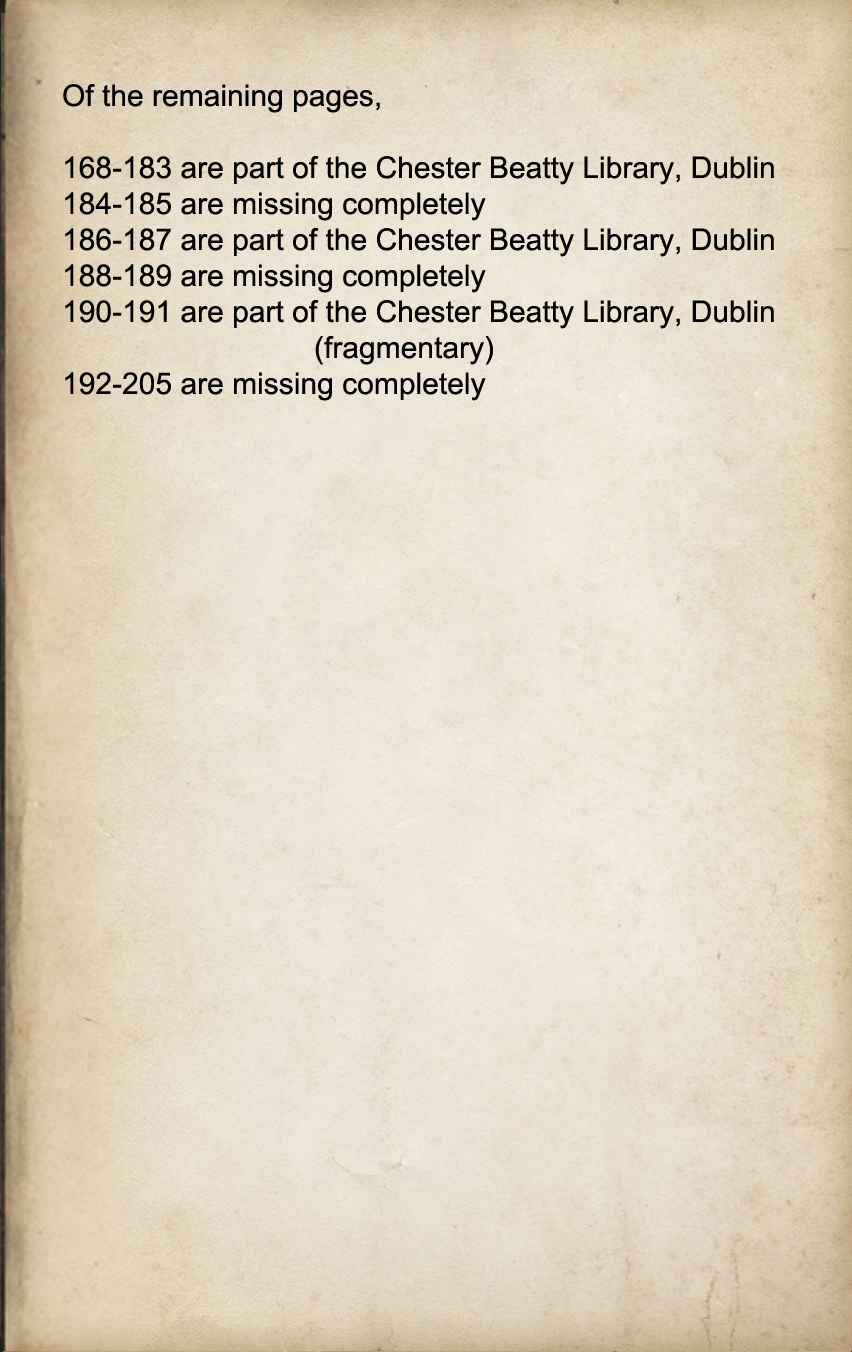 Of the remaining pages,
168-183 are part of the Chester Beatty Library, Dublin
184-185 are missing completely
186-187 are part of the Chester Beatty Library, Dublin
188-189 are missing completely
190-191 are part of the Chester Beatty Library, Dublin
(fragmentary)
192-205 are missing completely